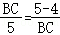 BC/5 = 5-4/BC